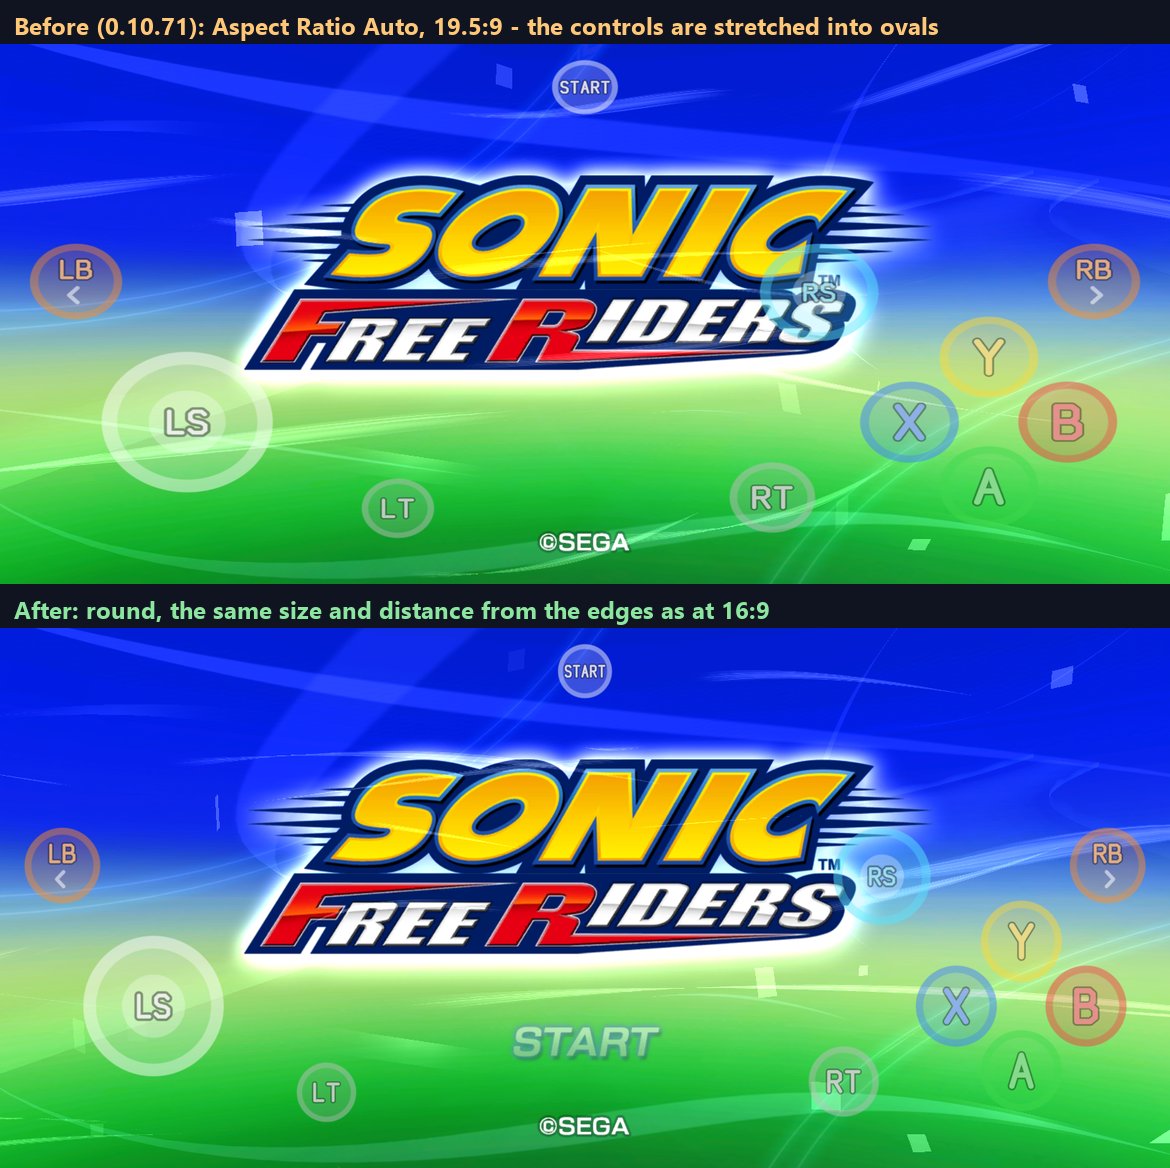 Before (0.10.71): Aspect Ratio Auto, 19.5:9 - the controls are stretched into ovals
START
SONIC
FREE RIDERS
TM
RS
LB
<
RB
>
Y
X
B
LS
A
LT
RT
©SEGA
After: round, the same size and distance from the edges as at 16:9
START
SONIC
FREE RIDERS
TM
RS
LB
<
RB
>
Y
X
B
LS
START
A
LT
RT
©SEGA